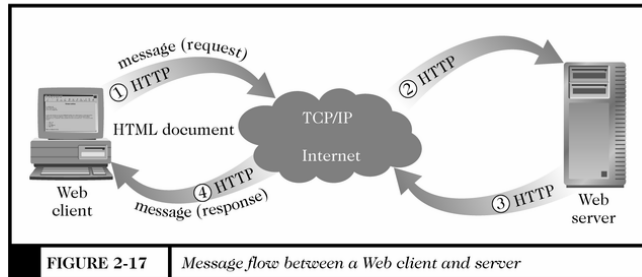 message (request)
① HTTP
② HTTP
HTML document
TCP/IP
Internet
Web
client
④ HTTP
message (response)
③ HTTP
Web
server
FIGURE 2-17
Message flow between a Web client and server